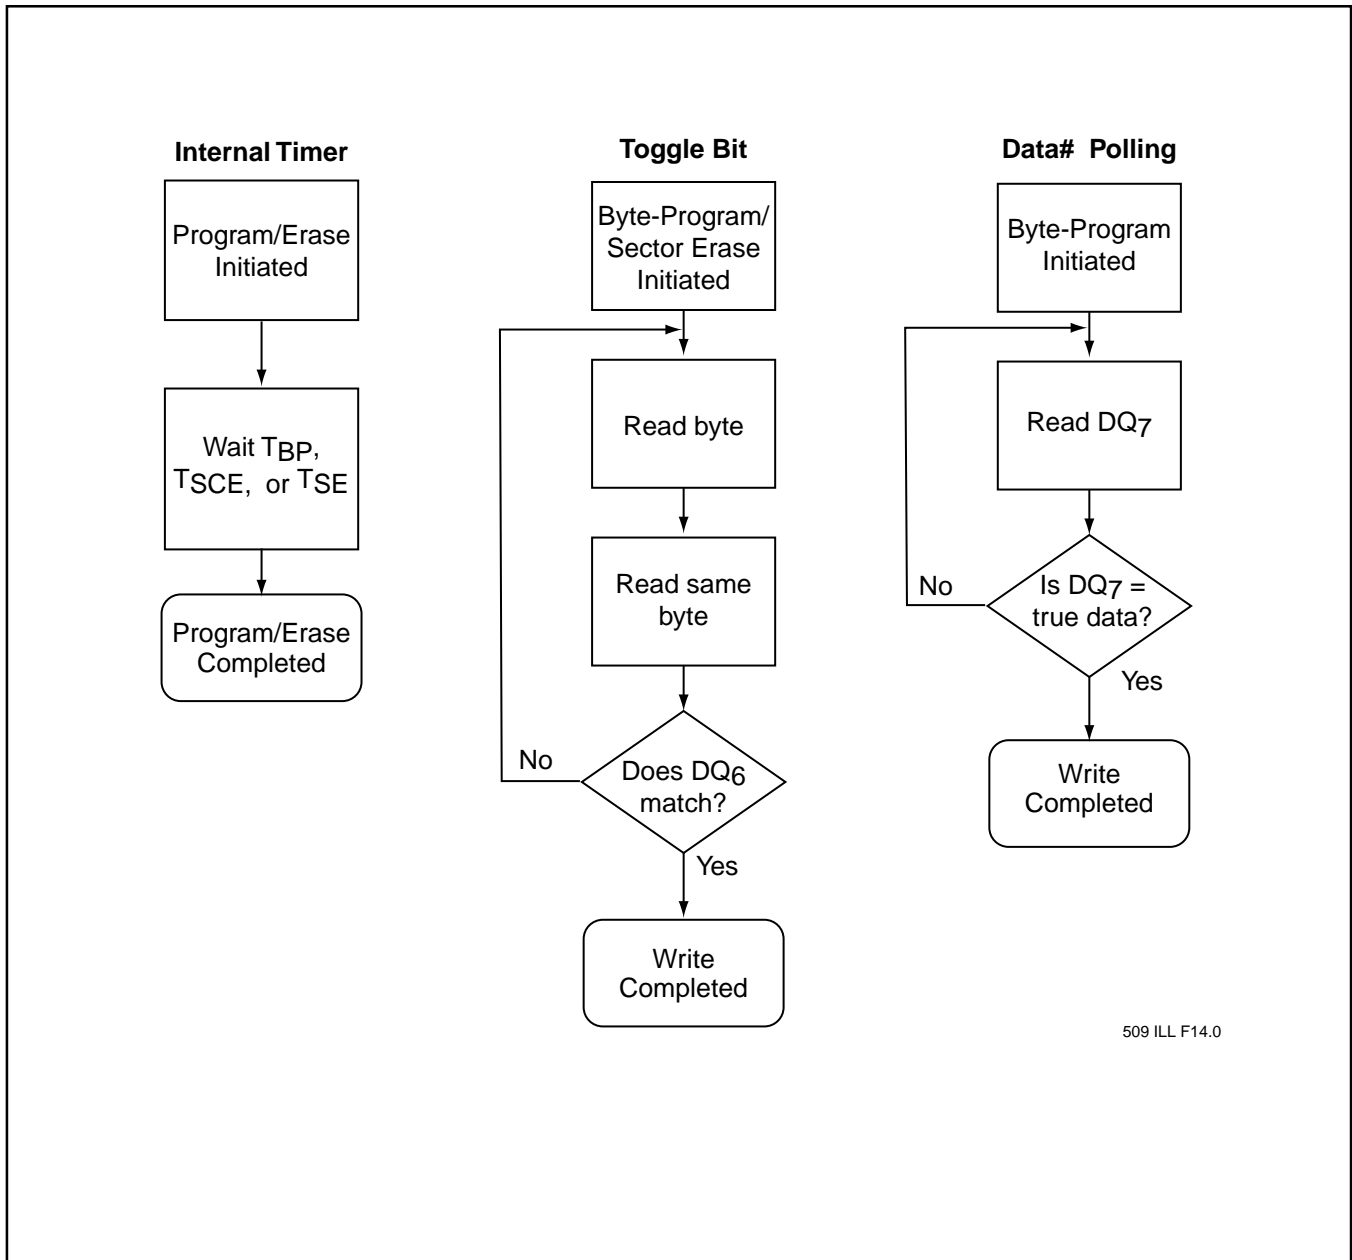 Internal Timer
Program/Erase
Initiated
Wait TBP,
TSCE, or TSE
Program/Erase
Completed
Toggle Bit
Byte-Program/
Sector Erase
Initiated
Read byte
Read same
byte
No
Does DQ6
match?
Yes
Write
Completed
Data# Polling
Byte-Program
Initiated
Read DQ7
No
Is DQ7 =
true data?
Yes
Write
Completed
509 ILL F14.0